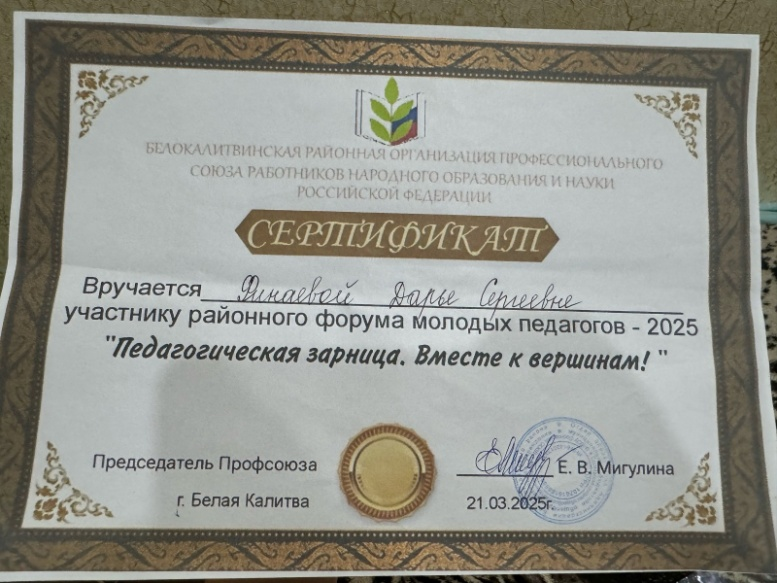 БЕЛОКАЛИТВИНСКАЯ РАЙОННАЯ ОРГАНИЗАЦИЯ ПРОФЕССИОНАЛЬНОГО
СОЮЗА РАБОТНИКОВ НАРОДНОГО ОБРАЗОВАНИЯ И НАУКИ
РОССИЙСКОЙ ФЕДЕРАЦИИ
СЕРТИФИКАТ
Вручается Финаевой Дарье Сергеевне
участнику районного форума молодых педагогов - 2025
"Педагогическая зарница. Вместе к вершинам! "
Председатель Профсоюза Е. В. Мигулина
г. Белая Калитва 21.03.2025г.